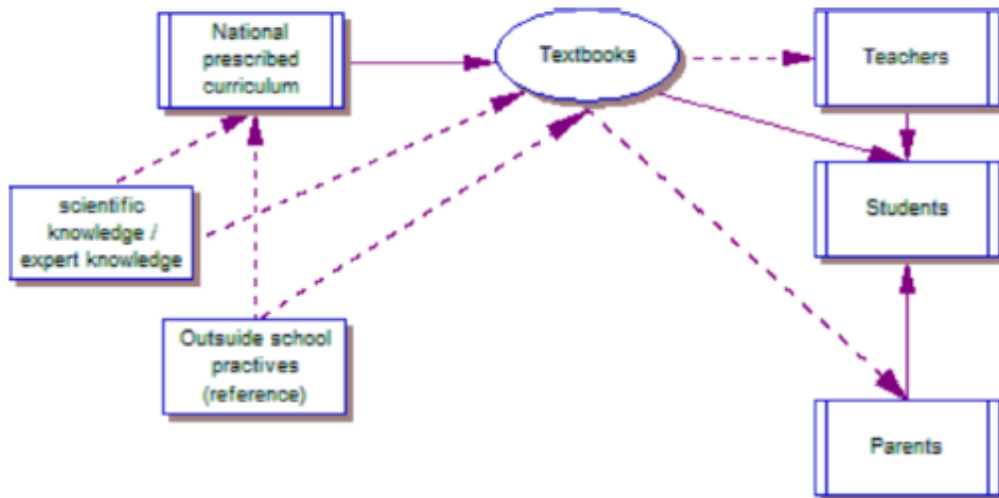 National
prescribed
curriculum
Textbooks
Teachers
scientific
knowledge /
expert knowledge
Students
Outsuide school
practives
(reference)
Parents